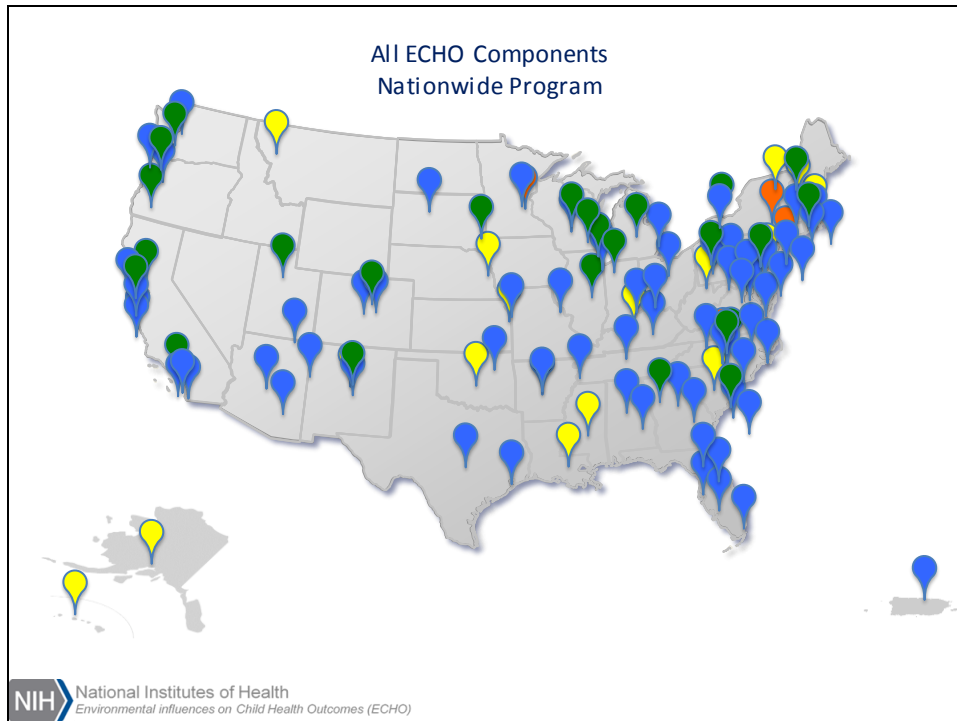 All ECHO Components
Nationwide Program
NIH
National Institutes of Health
Environmental influences on Child Health Outcomes (ECHO)